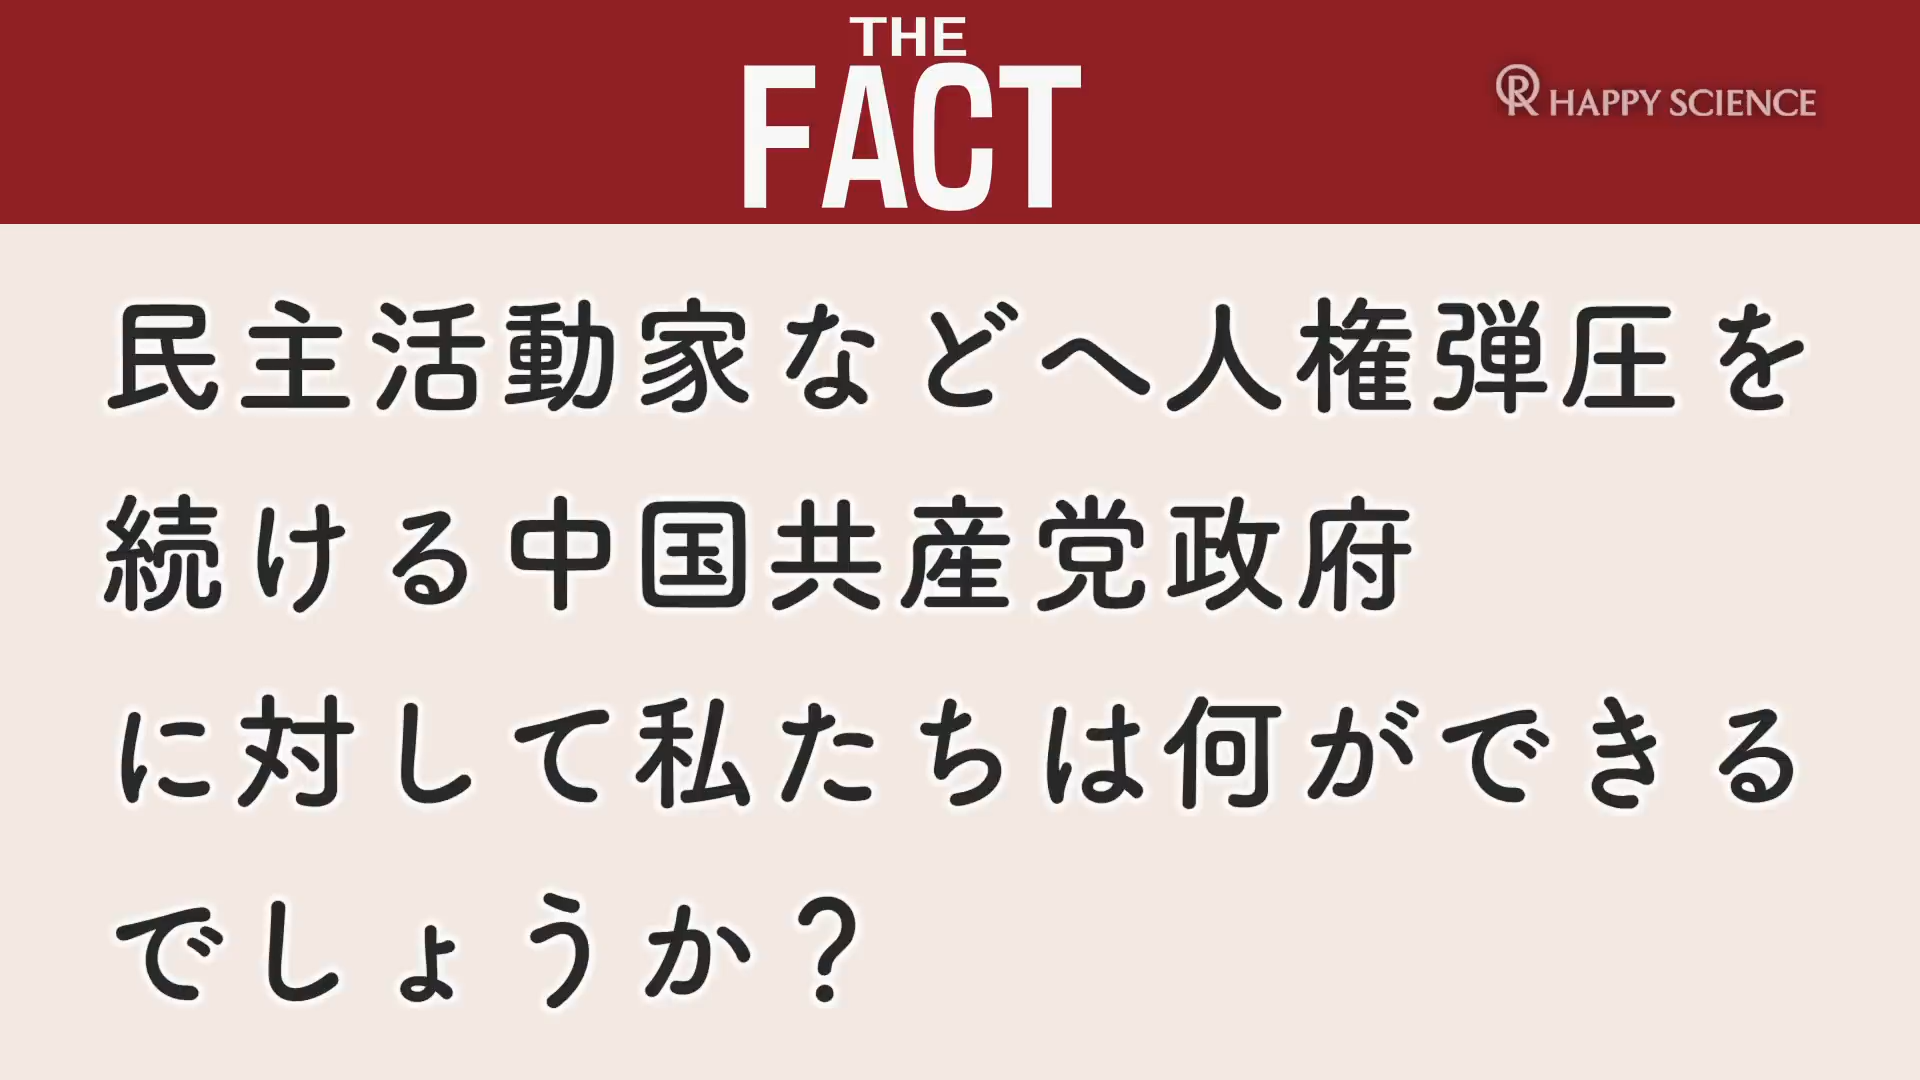 THE
FACT
HAPPY SCIENCE
民主活動家などへ人権弾圧を
続ける中国共産党政府
に対して私たちは何ができる
でしょうか？